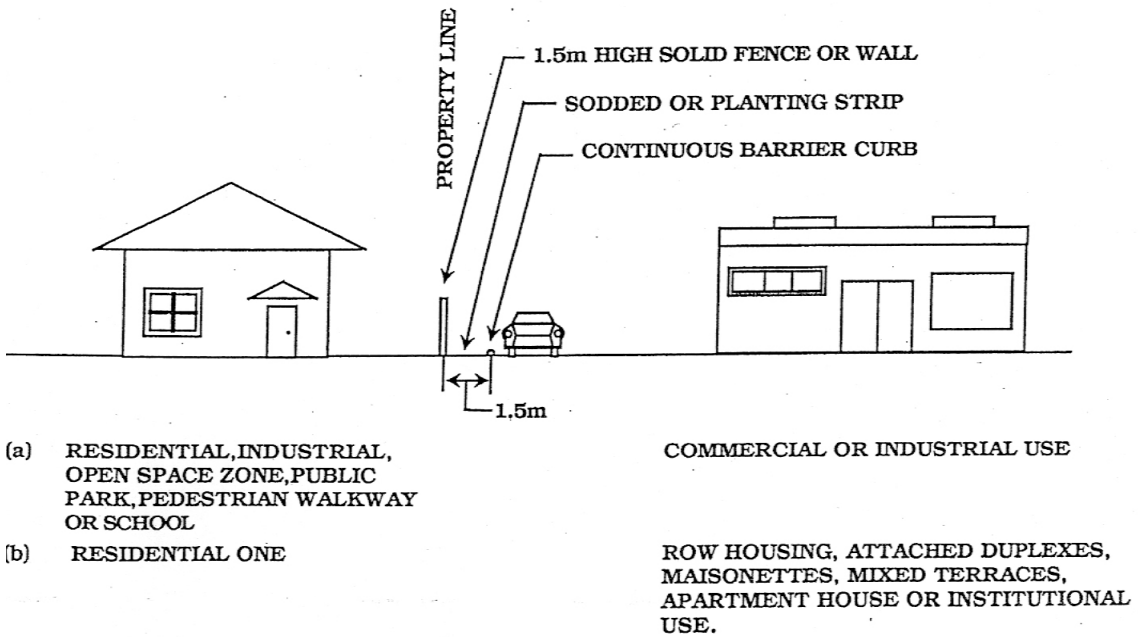 PROPERTY LINE
1.5m HIGH SOLID FENCE OR WALL
SODDED OR PLANTING STRIP
CONTINUOUS BARRIER CURB
1.5m
(a) RESIDENTIAL,INDUSTRIAL,
OPEN SPACE ZONE,PUBLIC
PARK,PEDESTRIAN WALKWAY
OR SCHOOL
COMMERCIAL OR INDUSTRIAL USE
(b) RESIDENTIAL ONE
ROW HOUSING, ATTACHED DUPLEXES,
MAISONETTES, MIXED TERRACES,
APARTMENT HOUSE OR INSTITUTIONAL
USE.